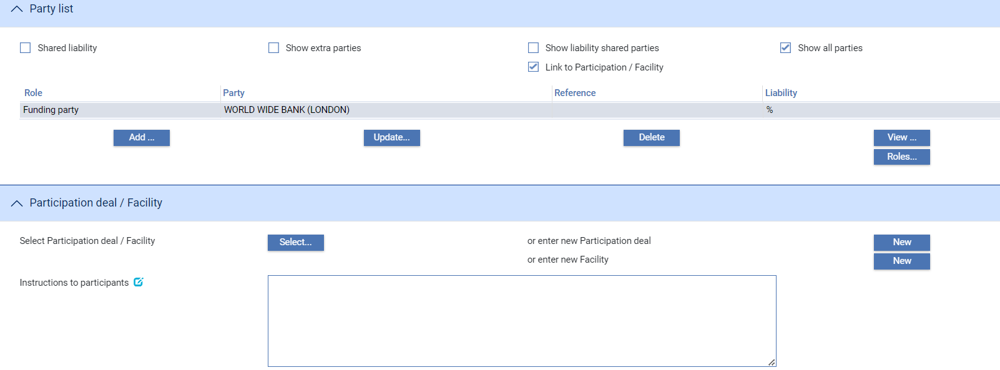 Party list
Shared liability
Show extra parties
Show liability shared parties
Show all parties
Link to Participation / Facility
Role Party Reference Liability
Funding party WORLD WIDE BANK (LONDON) %
Add ... Update... Delete View ...
Roles...
Participation deal / Facility
Select Participation deal / Facility Select... or enter new Participation deal New
or enter new Facility New
Instructions to participants